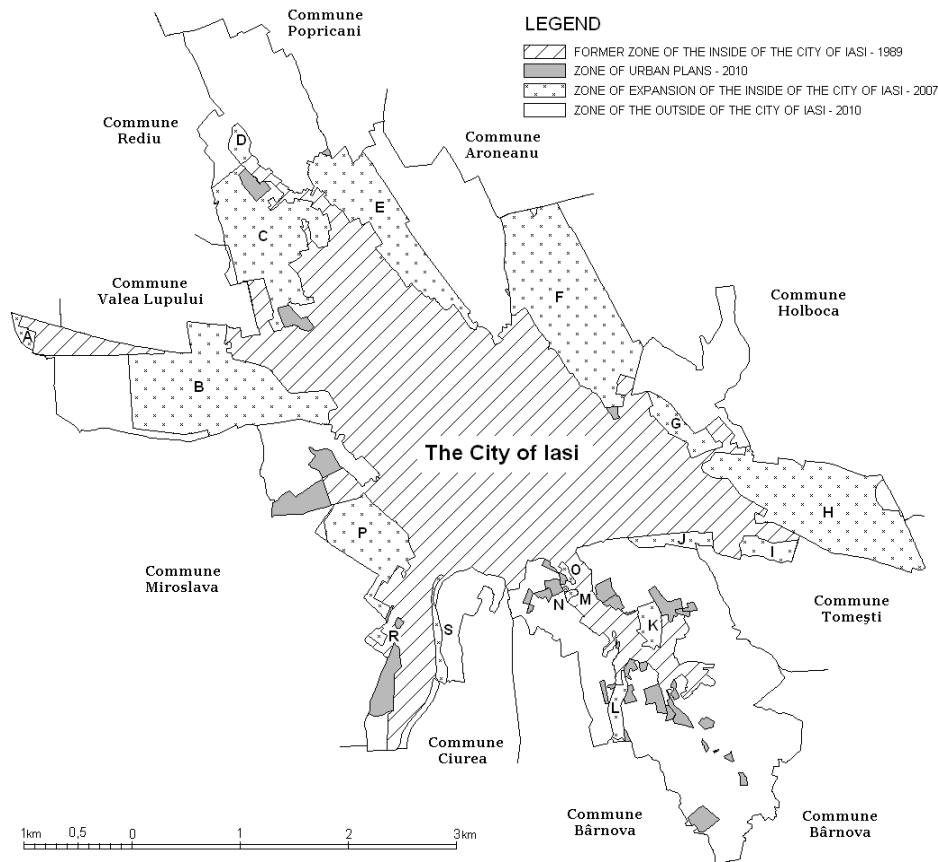 Commune
Popricani
LEGEND
FORMER ZONE OF THE INSIDE OF THE CITY OF IASI - 1989
ZONE OF URBAN PLANS - 2010
ZONE OF EXPANSION OF THE INSIDE OF THE CITY OF IASI - 2007
ZONE OF THE OUTSIDE OF THE CITY OF IASI - 2010
Commune
Rediu
D
Commune
Aroneanu
E
C
Commune
Valea Lupului
F
Commune
Holboca
A
B
G
The City of Iasi
H
P
J
I
Commune
Miroslava
O
M
N
Commune
Tomeşti
K
S
R
L
Commune
Ciurea
Commune
Bârnova
Commune
Bârnova
1km 0,5 0 1 2 3km